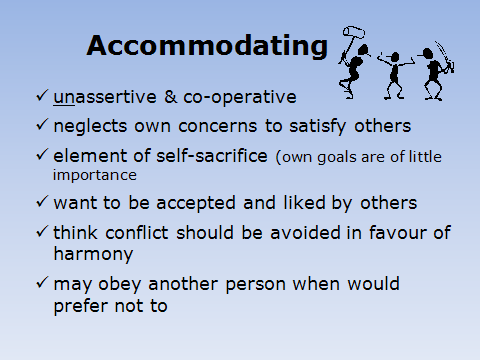 Accommodating
✓ unassertive & co-operative
✓ neglects own concerns to satisfy others
✓ element of self-sacrifice (own goals are of little
importance
✓ want to be accepted and liked by others
✓ think conflict should be avoided in favour of
harmony
✓ may obey another person when would
prefer not to